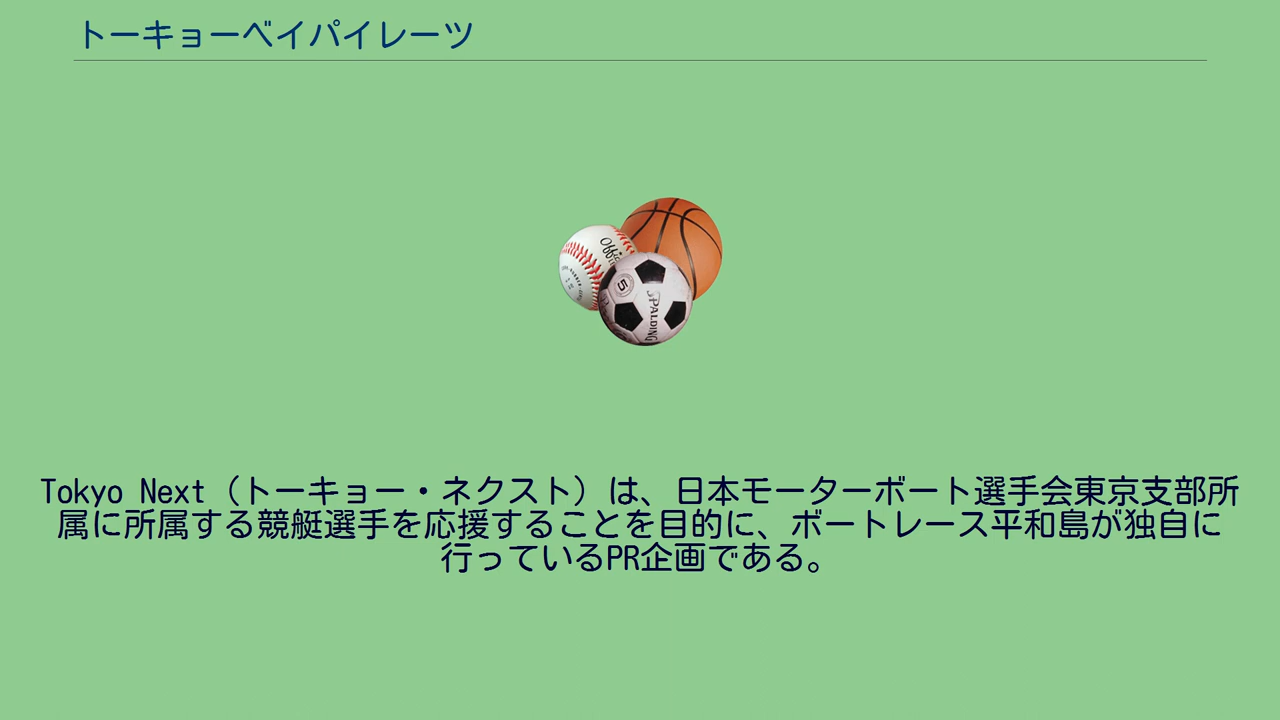 トーキョーベイパイレーツ
Offic
5
SPALDING
Tokyo Next（トーキョー・ネクスト）は、日本モーターボート選手会東京支部所
属に所属する競艇選手を応援することを目的に、ボートレース平和島が独自に
行っているPR企画である。